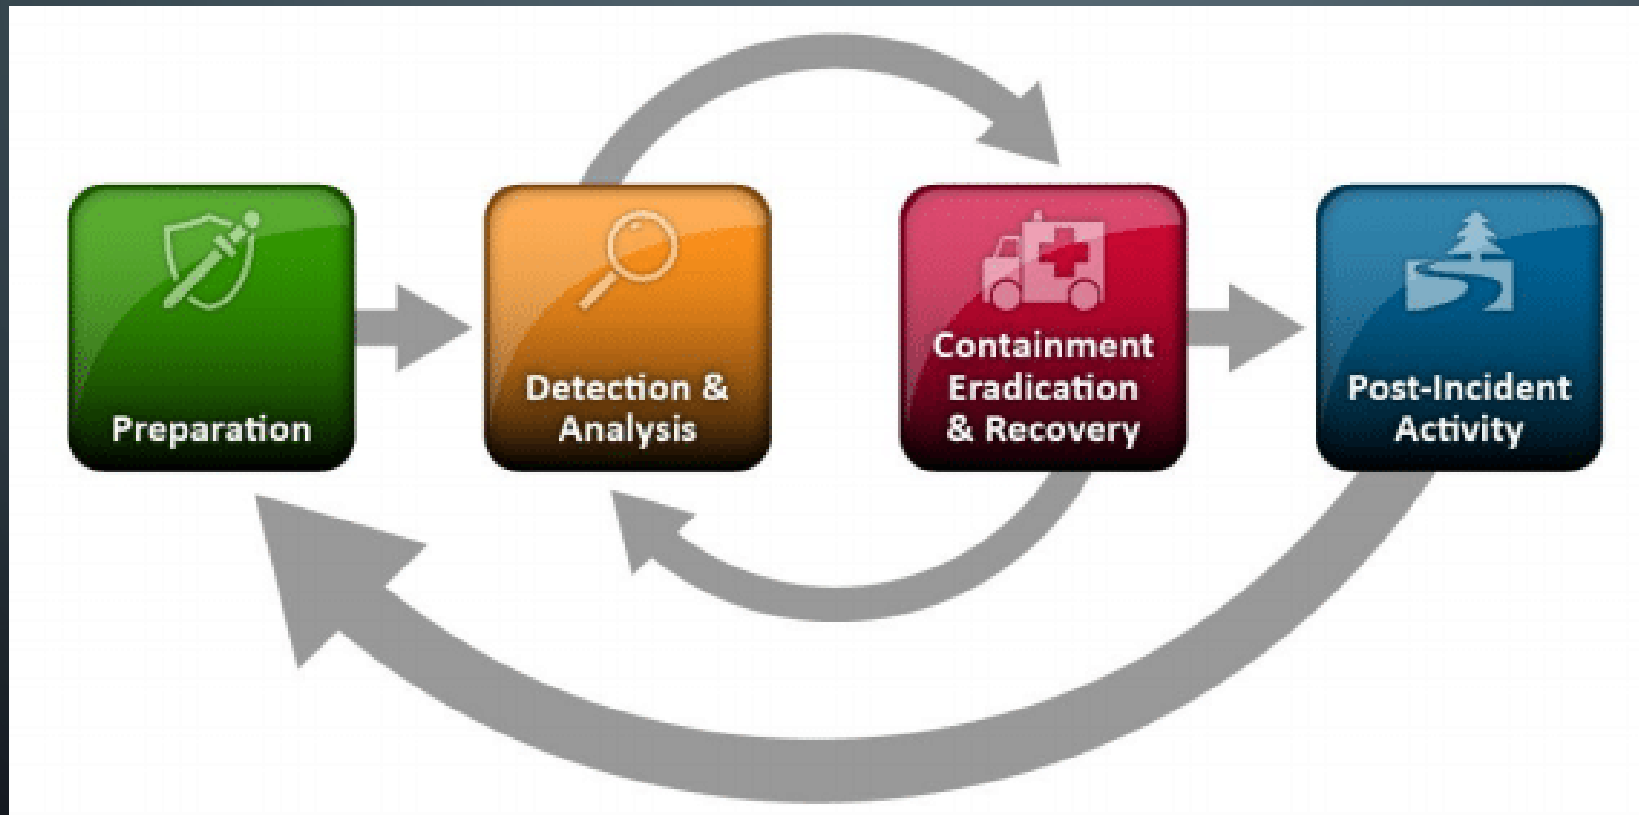 Preparation
Detection &
Analysis
Containment
Eradication
& Recovery
Post-Incident
Activity